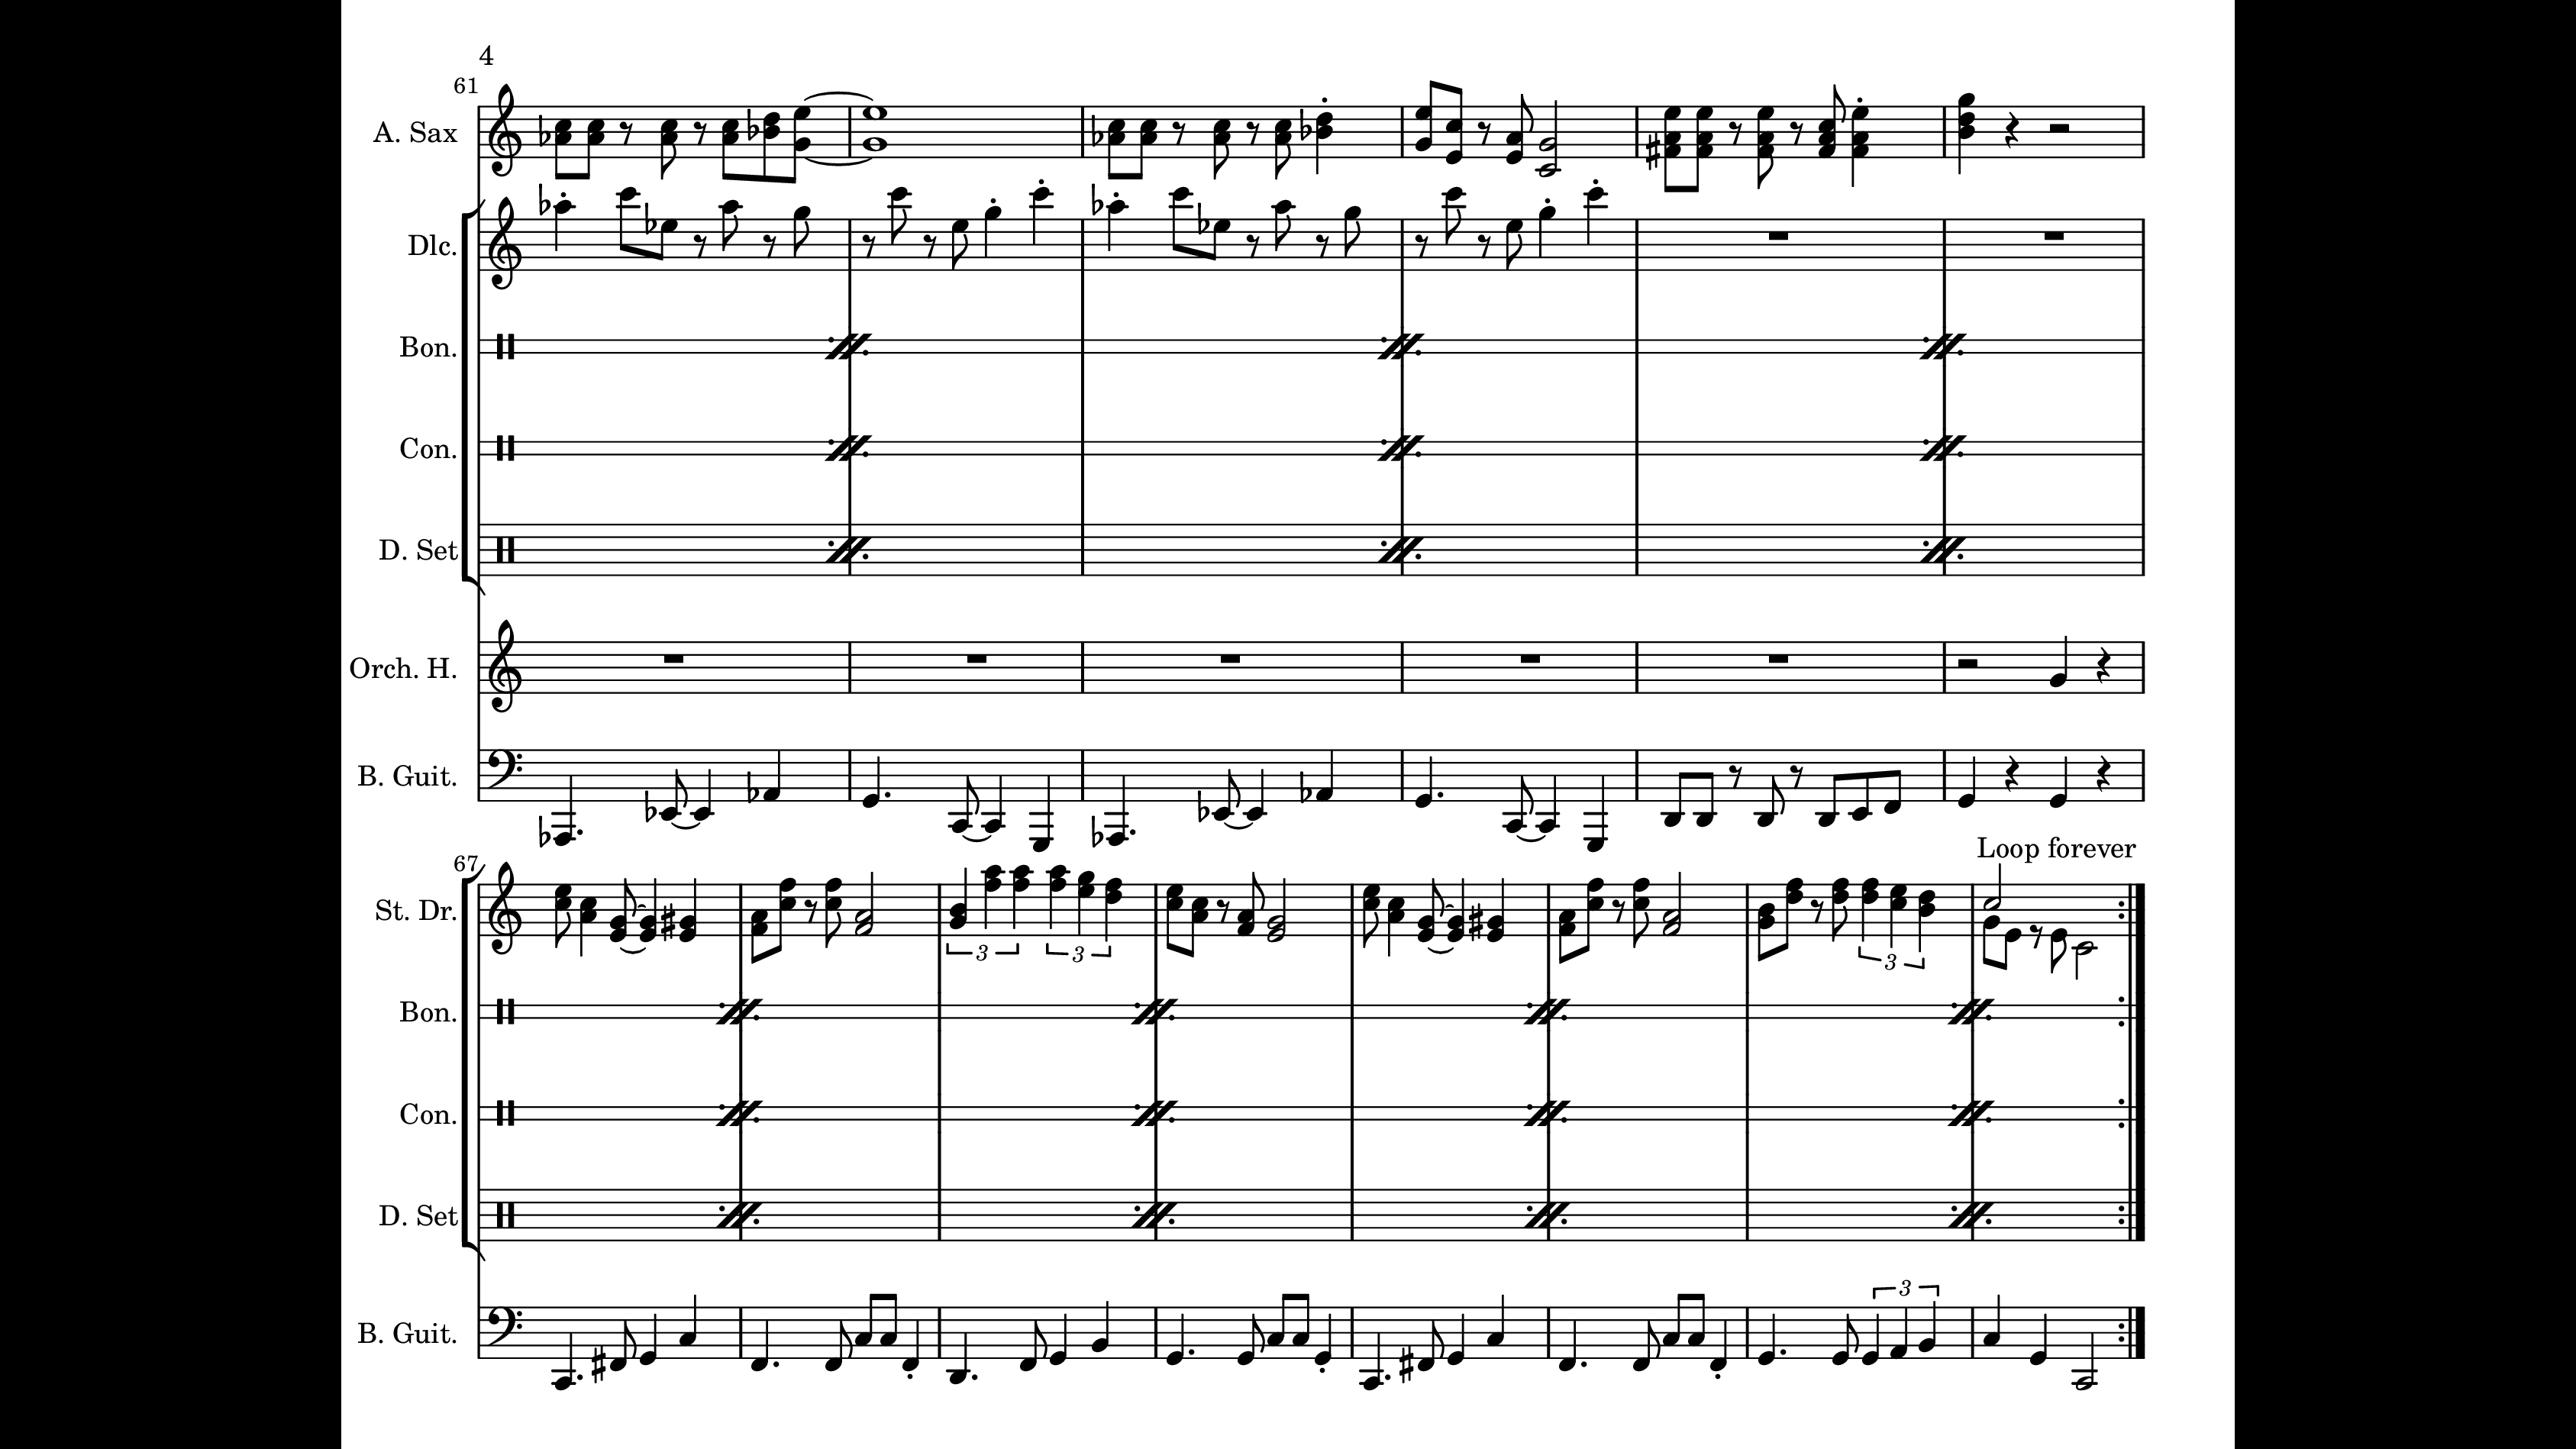 4
61
A. Sax
Dlc.
Bon.
Con.
D. Set
Orch. H.
B. Guit.
Loop forever
67
St. Dr.
3 3 3
Bon.
Con.
D. Set
3
B. Guit.